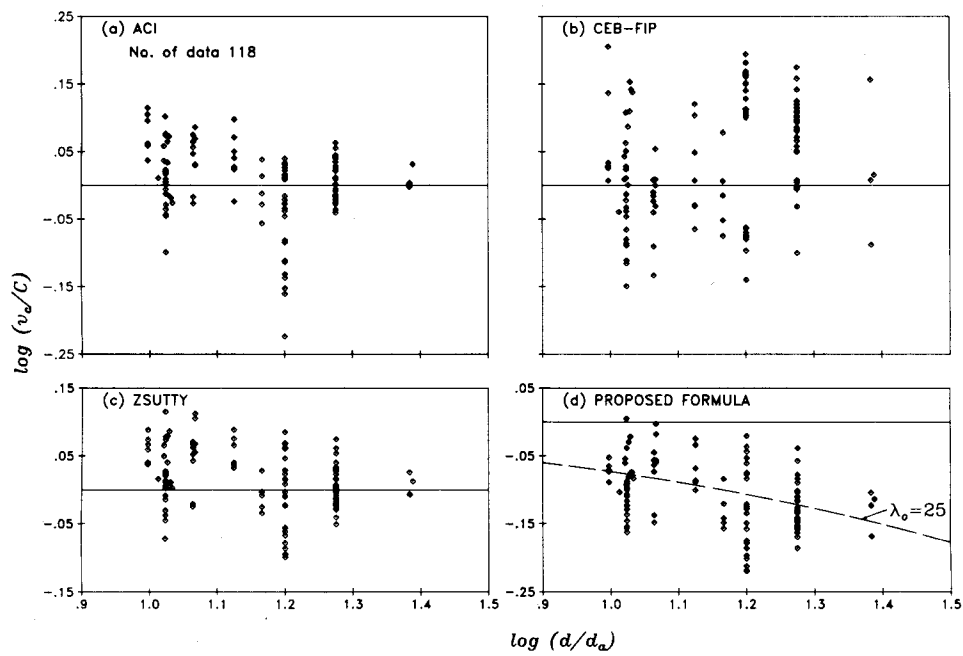 .25
.15
.05
-.05
-.15
-.25
(a) ACI
No. of data 118
(b) CEB-FIP
log (v_c/C)
.15
.05
-.05
-.15
(c) ZSUTTY
.05
-.05
-.15
-.25
(d) PROPOSED FORMULA
λ_o=25
.9 1.0 1.1 1.2 1.3 1.4 1.5
.9 1.0 1.1 1.2 1.3 1.4 1.5
log (d/d_a)